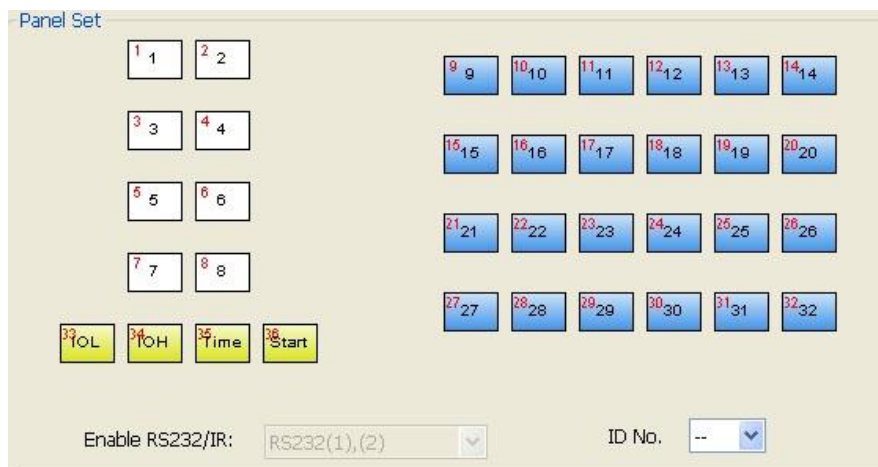 Panel Set
1 1 2 2
9 9 10 10 11 11 12 12 13 13 14 14
3 3 4 4
15 15 16 16 17 17 18 18 19 19 20 20
5 5 6 6
21 21 22 22 23 23 24 24 25 25 26 26
7 7 8 8
27 27 28 28 29 29 30 30 31 31 32 32
33 IOL 34 IOH 35 Time 36 Start
Enable RS232/IR: RS232(1),(2) ID No. --